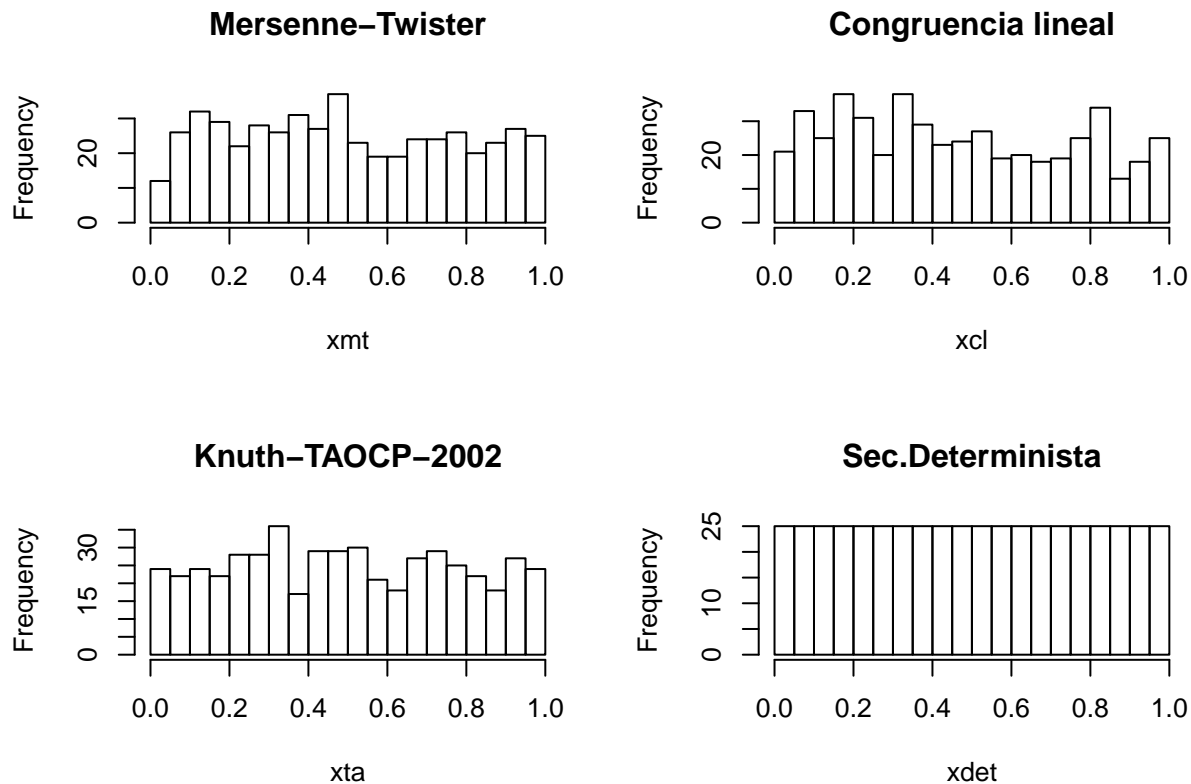 Mersenne−Twister
Frequency
0 20
0.0 0.2 0.4 0.6 0.8 1.0
xmt
Congruencia lineal
Frequency
0 20
0.0 0.2 0.4 0.6 0.8 1.0
xcl
Knuth−TAOCP−2002
Frequency
0 15 30
0.0 0.2 0.4 0.6 0.8 1.0
xta
Sec.Determinista
Frequency
0 10 25
0.0 0.2 0.4 0.6 0.8 1.0
xdet